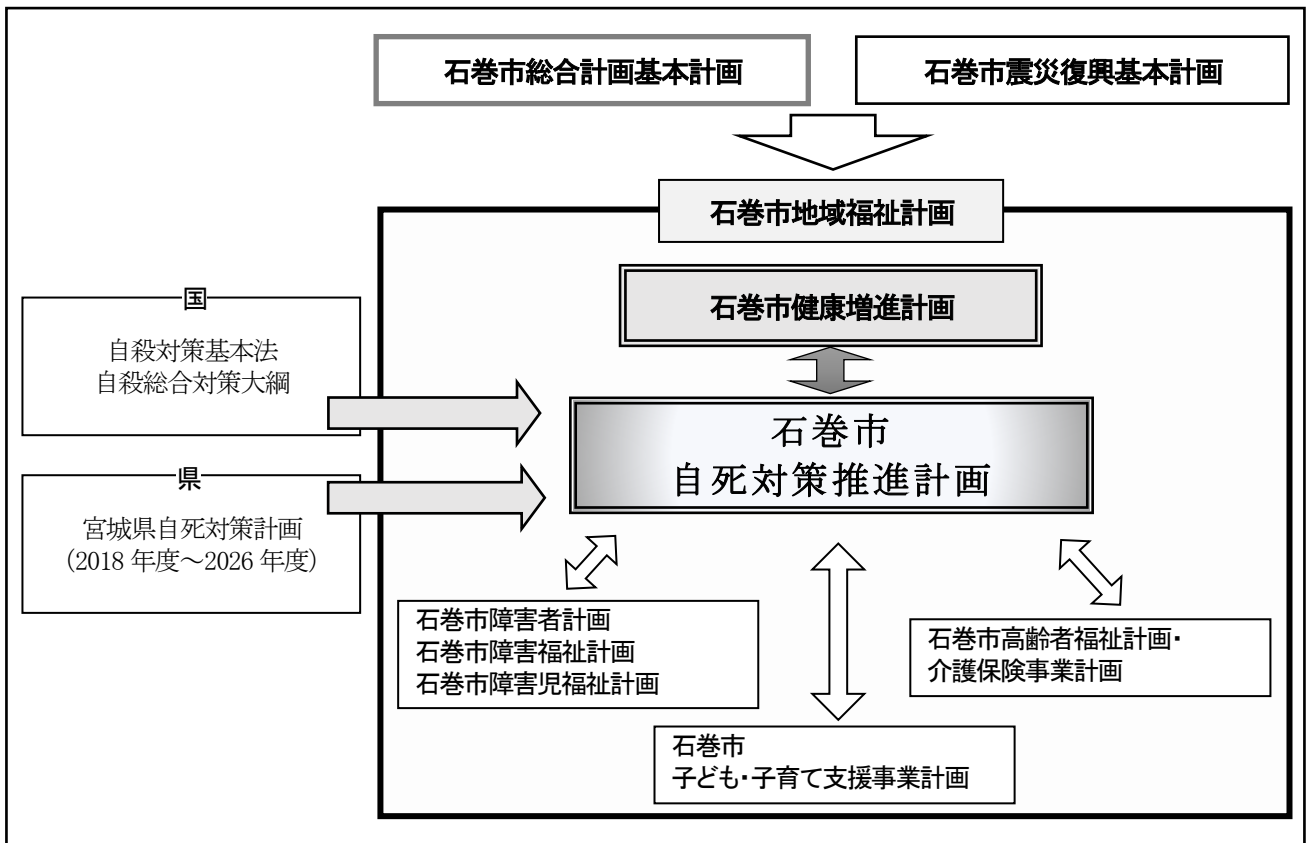 石巻市総合計画基本計画
石巻市震災復興基本計画
石巻市地域福祉計画
石巻市健康増進計画
国
自殺対策基本法
自殺総合対策大綱
県
宮城県自死対策計画
(2018 年度～2026 年度)
石巻市
自死対策推進計画
石巻市障害者計画
石巻市障害福祉計画
石巻市障害児福祉計画
石巻市高齢者福祉計画・
介護保険事業計画
石巻市
子ども・子育て支援事業計画